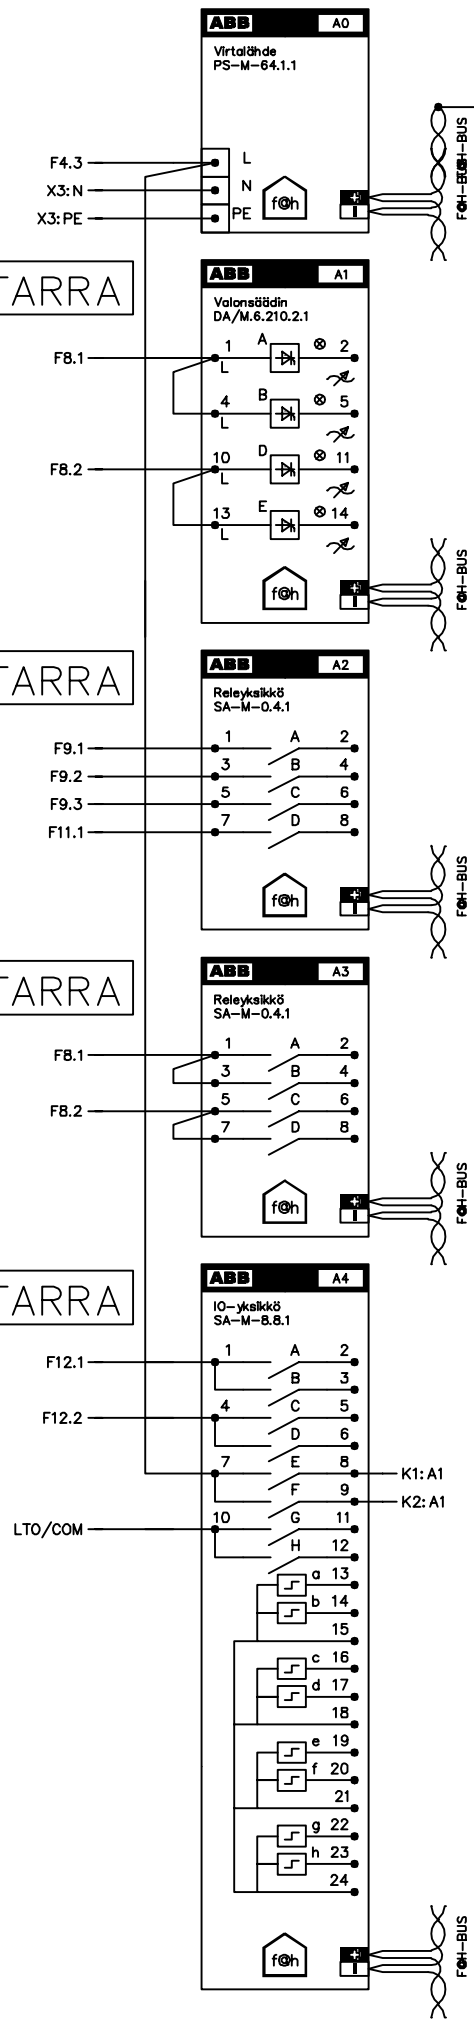 ABB A0
Virtalähde
PS-M-64.1.1
F4.3 L
X3:N N
X3:PE PE
f@h + -
F@H-BUS
TARRA
ABB A1
Valonsäädin
DA/M.6.210.2.1
F8.1 1 A 2
L
4 B 5
L
F8.2 10 D 11
L
13 E 14
L
f@h + -
F@H-BUS
TARRA
ABB A2
Releyksikkö
SA-M-0.4.1
F9.1 1 A 2
F9.2 3 B 4
F9.3 5 C 6
F11.1 7 D 8
f@h + -
F@H-BUS
TARRA
ABB A3
Releyksikkö
SA-M-0.4.1
F8.1 1 A 2
3 B 4
F8.2 5 C 6
7 D 8
f@h + -
F@H-BUS
TARRA
ABB A4
IO-yksikkö
SA-M-8.8.1
F12.1 1 A 2
B 3
F12.2 4 C 5
D 6
7 E 8 K1:A1
F 9 K2:A1
LTO/COM 10 G 11
H 12
a 13
b 14
15
c 16
d 17
18
e 19
f 20
21
g 22
h 23
24
f@h + -
F@H-BUS